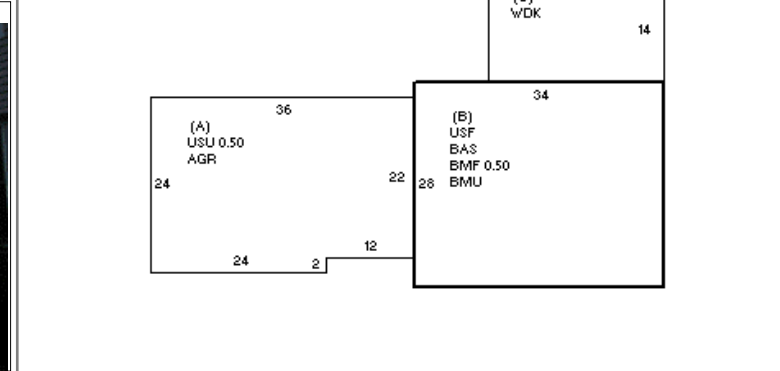 WDK
14
34
36
(A)
USU 0.50
AGR
(B)
USF
BAS
BMF 0.50
BMU
24
22
28
12
24
2